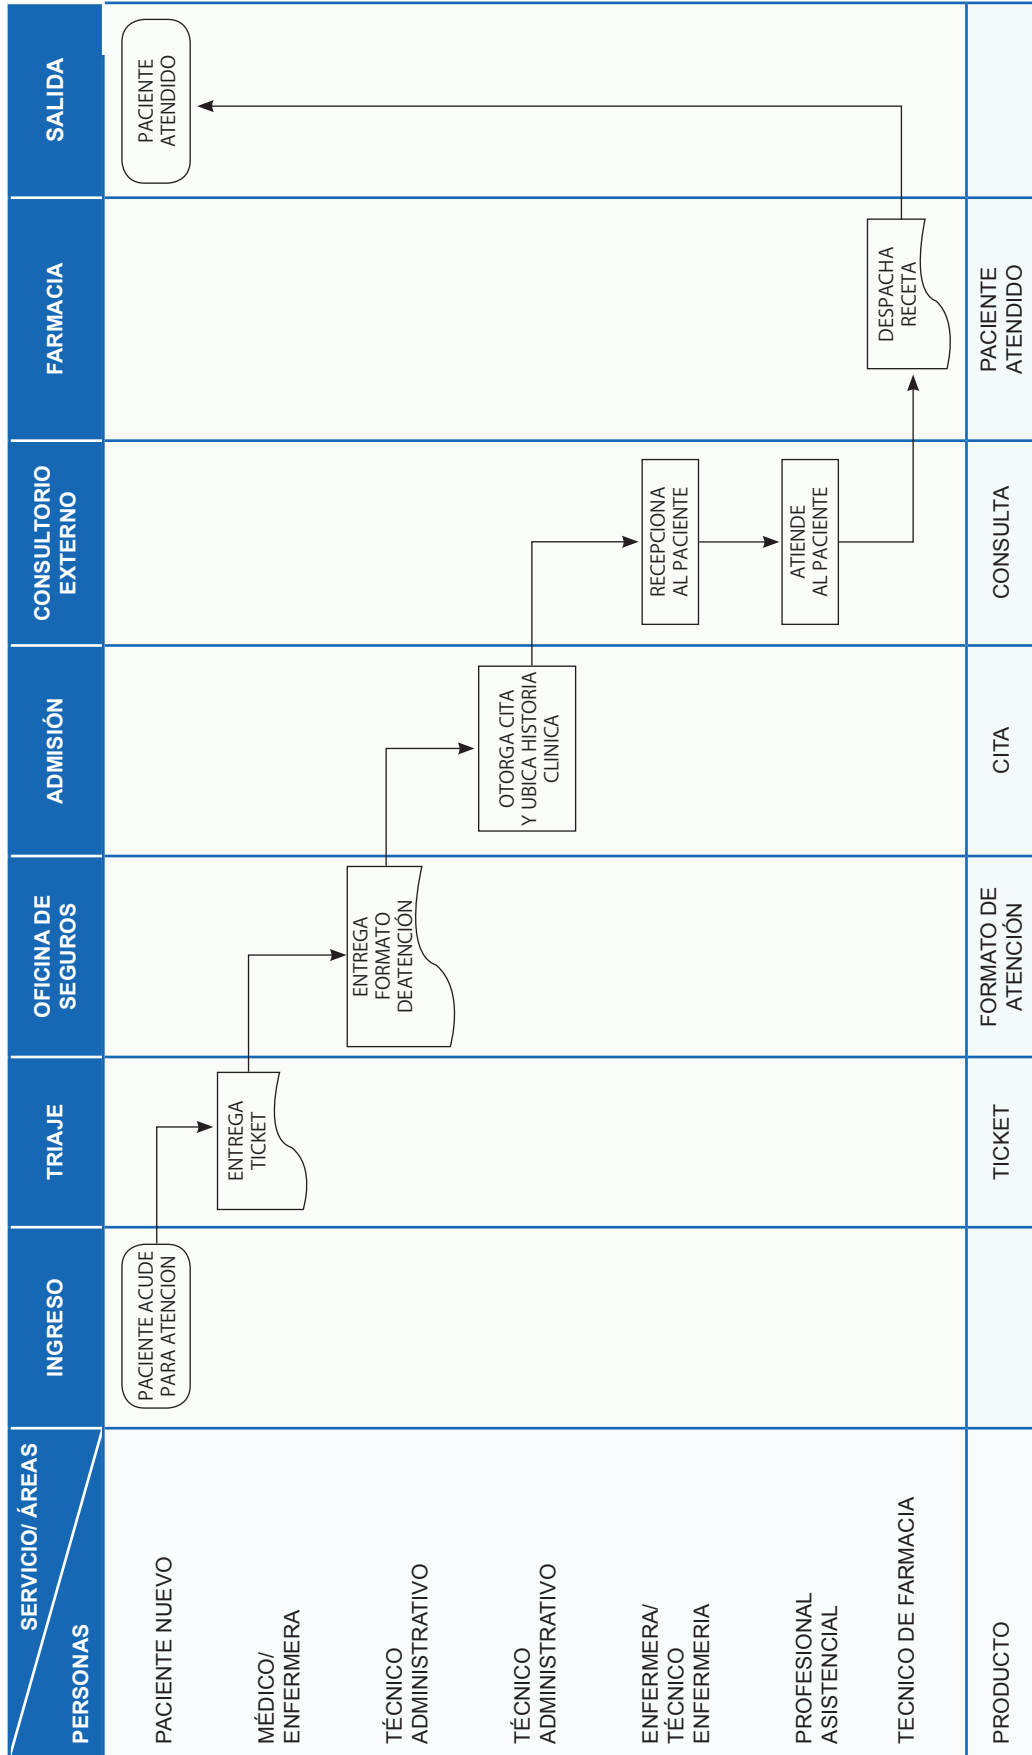 SERVICIO/ ÁREAS
PERSONAS
INGRESO
TRIAJE
OFICINA DE
SEGUROS
ADMISIÓN
CONSULTORIO
EXTERNO
FARMACIA
SALIDA
PACIENTE NUEVO
PACIENTE ACUDE
PARA ATENCION
PACIENTE
ATENDIDO
MÉDICO/
ENFERMERA
ENTREGA
TICKET
TÉCNICO
ADMINISTRATIVO
ENTREGA
FORMATO
DEATENCIÓN
TÉCNICO
ADMINISTRATIVO
OTORGA CITA
Y UBICA HISTORIA
CLINICA
ENFERMERA/
TÉCNICO
ENFERMERIA
RECEPCIONA
AL PACIENTE
PROFESIONAL
ASISTENCIAL
ATIENDE
AL PACIENTE
TECNICO DE FARMACIA
DESPACHA
RECETA
PRODUCTO
TICKET
FORMATO DE
ATENCIÓN
CITA
CONSULTA
PACIENTE
ATENDIDO